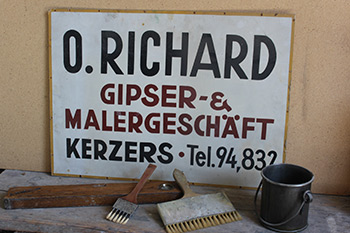 O. RICHARD
GIPSER-&
MALERGESCHÄFT
KERZERS · Tel. 94,832